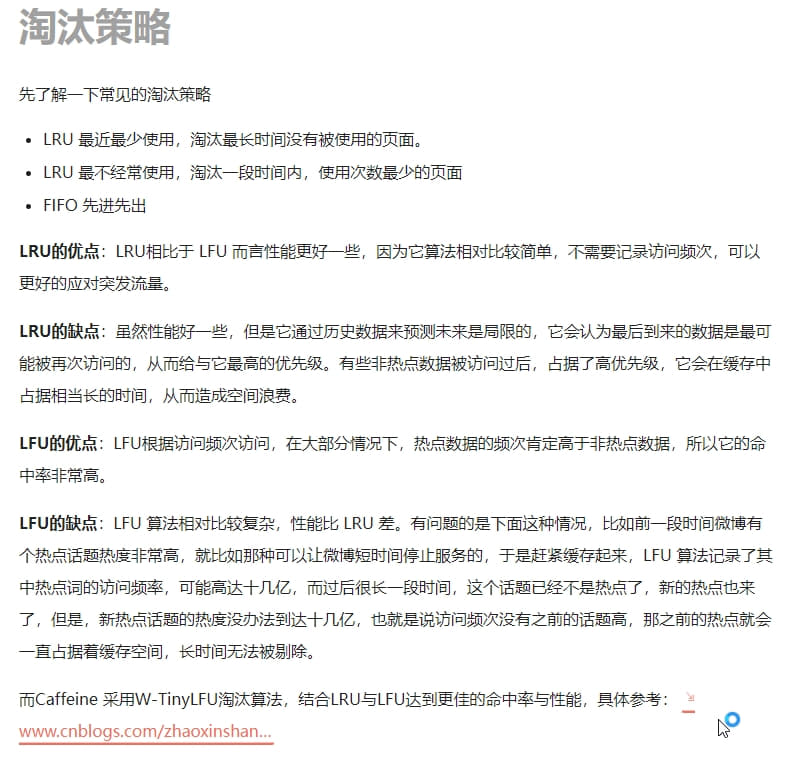 淘汰策略
先了解一下常见的淘汰策略
• LRU 最近最少使用，淘汰最长时间没有被使用的页面。
• LRU 最不经常使用，淘汰一段时间内，使用次数最少的页面
• FIFO 先进先出
LRU的优点：LRU相比于 LFU 而言性能更好一些，因为它算法相对比较简单，不需要记录访问频次，可以
更好的应对突发流量。
LRU的缺点：虽然性能好一些，但是它通过历史数据来预测未来是局限的，它会认为最后到来的数据是最可
能被再次访问的，从而给与它最高的优先级。有些非热点数据被访问过后，占据了高优先级，它会在缓存中
占据相当长的时间，从而造成空间浪费。
LFU的优点：LFU根据访问频次访问，在大部分情况下，热点数据的频次肯定高于非热点数据，所以它的命
中率非常高。
LFU的缺点：LFU 算法相对比较复杂，性能比 LRU 差。有问题的是下面这种情况，比如前一段时间微博有
个热点话题热度非常高，就比如那种可以让微博短时间停止服务的，于是赶紧缓存起来，LFU 算法记录了其
中热点词的访问频率，可能高达十几亿，而过后很长一段时间，这个话题已经不是热点了，新的热点也来
了，但是，新热点话题的热度没办法到达十几亿，也就是说访问频次没有之前的话题高，那之前的热点就会
一直占据着缓存空间，长时间无法被剔除。
而Caffeine 采用W-TinyLFU淘汰算法，结合LRU与LFU达到更佳的命中率与性能，具体参考：
www.cnblogs.com/zhaoxinshan...